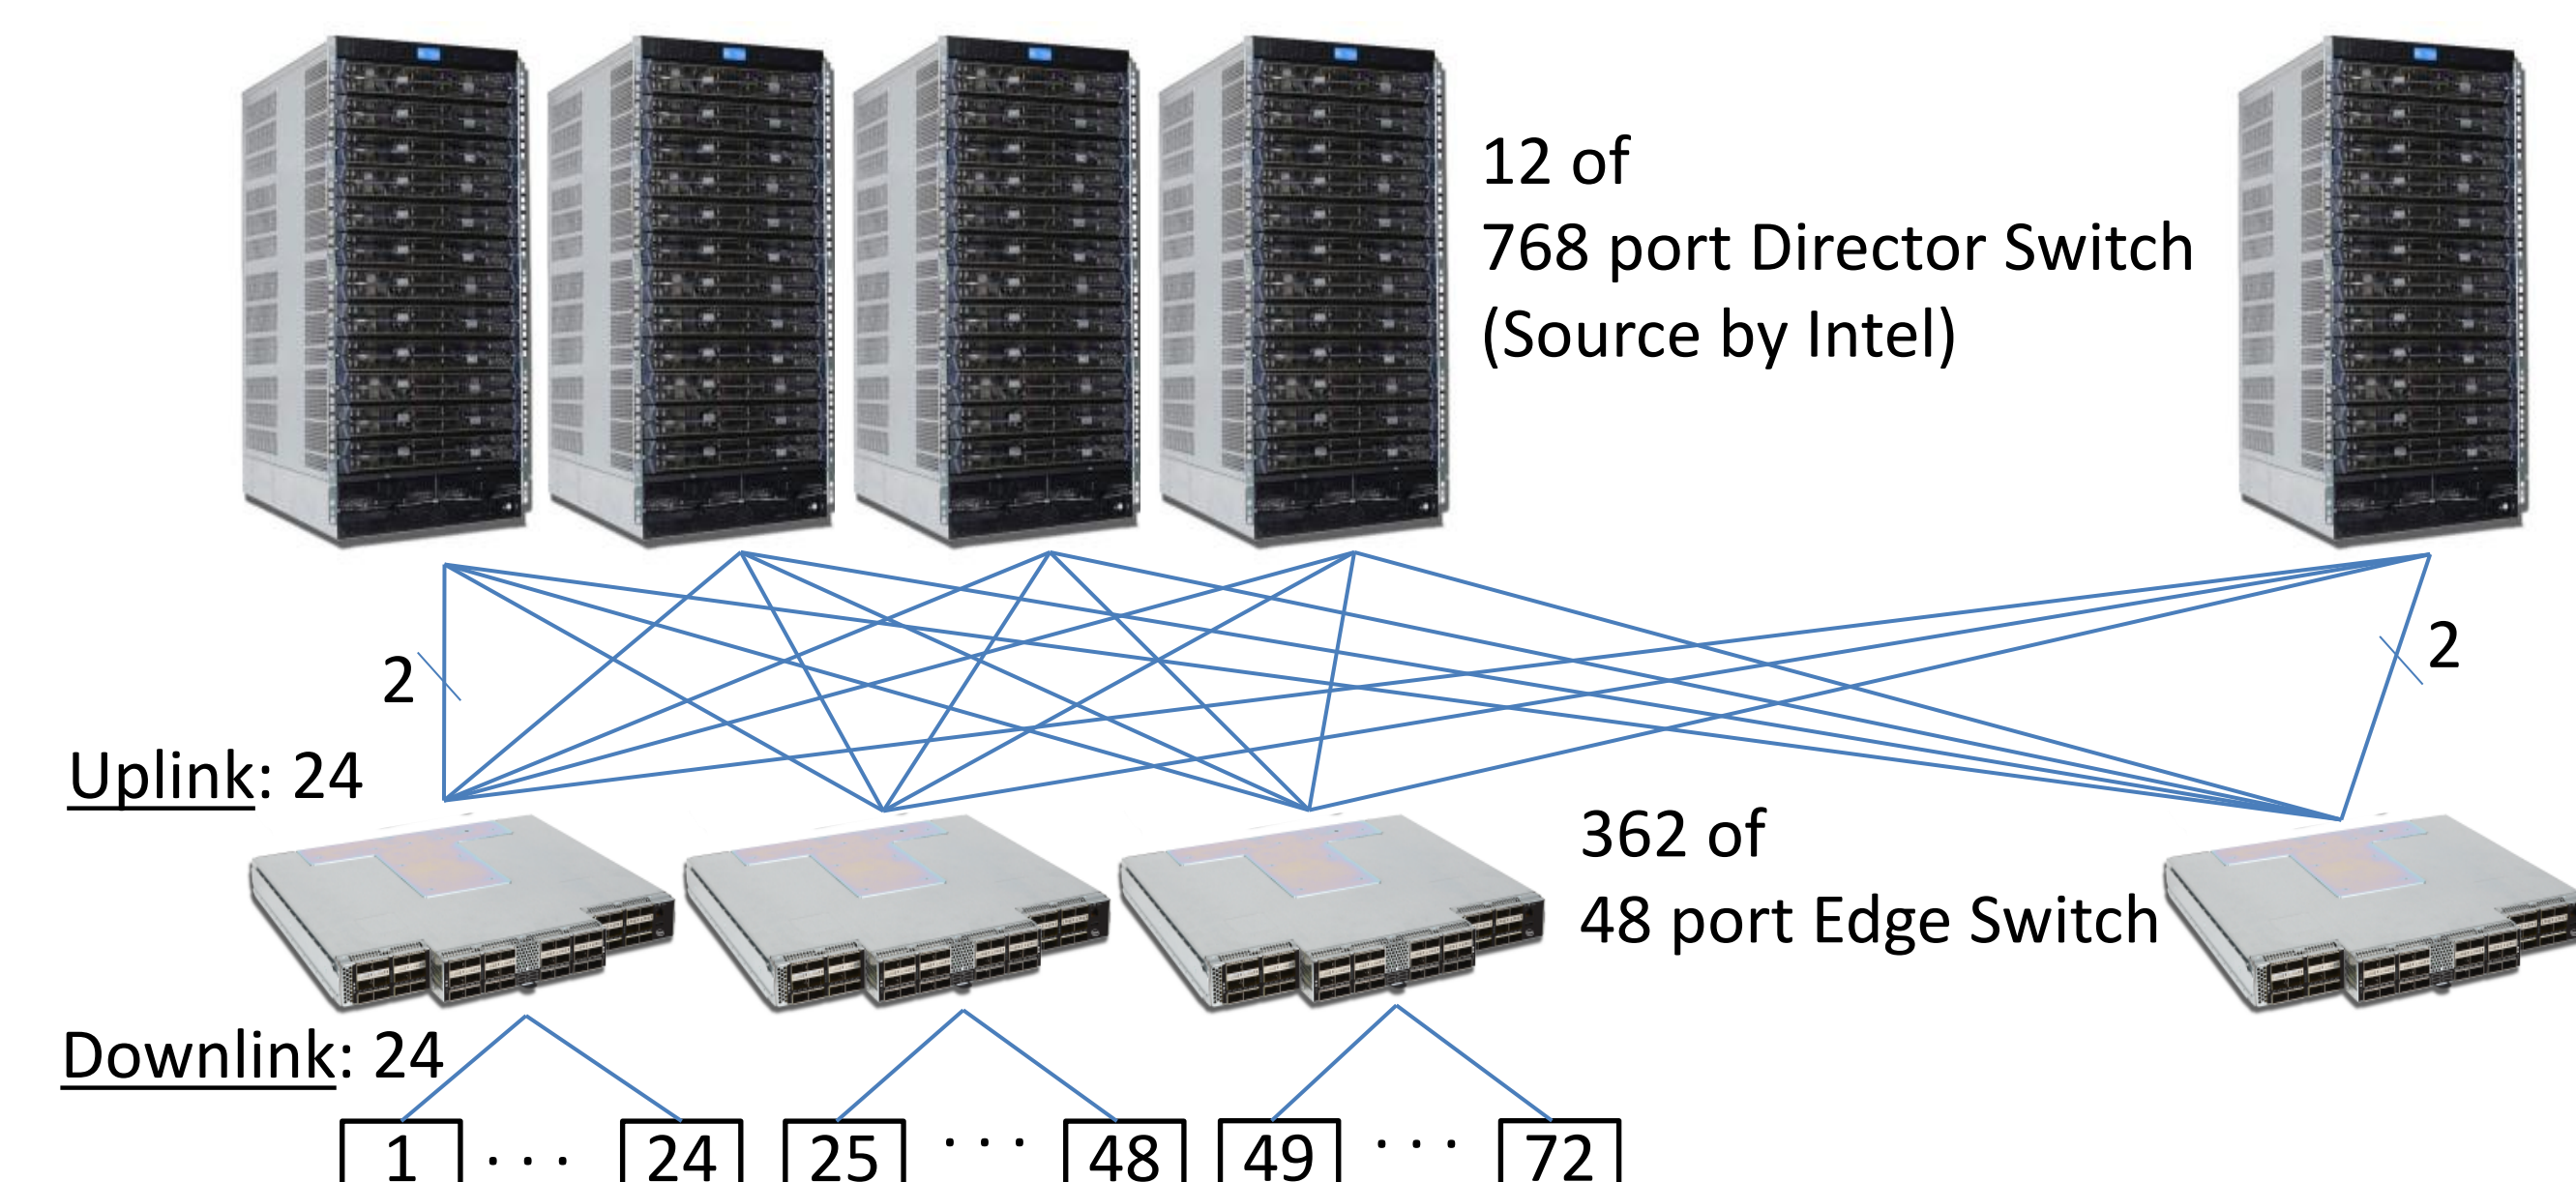 12 of
768 port Director Switch
(Source by Intel)
2
2
Uplink: 24
362 of
48 port Edge Switch
Downlink: 24
1 · · · 24 25 · · · 48 49 · · · 72